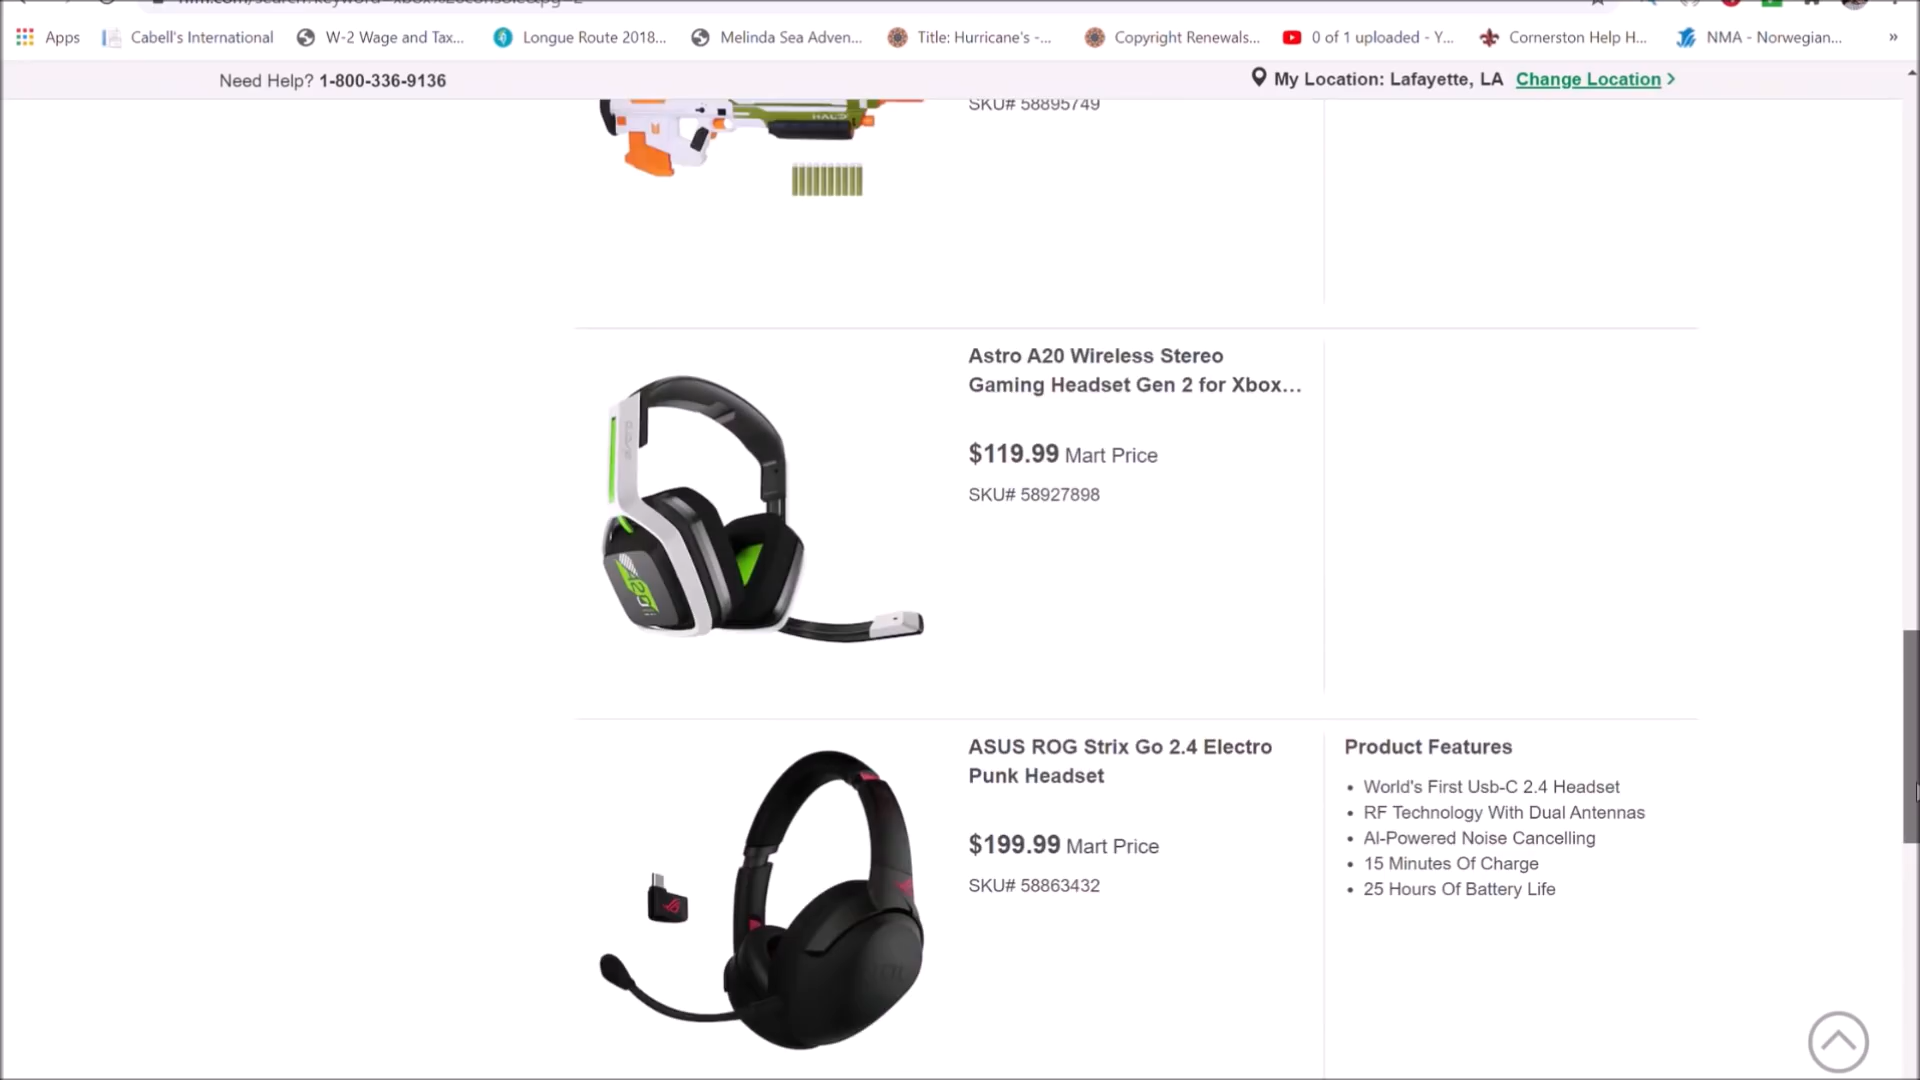 Apps
Cabell's International
W-2 Wage and Tax...
Longue Route 2018...
Melinda Sea Adven...
Title: Hurricane's -...
Copyright Renewals...
0 of 1 uploaded - Y...
Cornerston Help H...
NMA - Norwegian...
»
Need Help? 1-800-336-9136
My Location: Lafayette, LA Change Location >
HALO
SKU# 58895749
Astro A20 Wireless Stereo
Gaming Headset Gen 2 for Xbox...
$119.99 Mart Price
SKU# 58927898
A20
ASUS ROG Strix Go 2.4 Electro
Punk Headset
$199.99 Mart Price
SKU# 58863432
Product Features
• World's First Usb-C 2.4 Headset
• RF Technology With Dual Antennas
• AI-Powered Noise Cancelling
• 15 Minutes Of Charge
• 25 Hours Of Battery Life